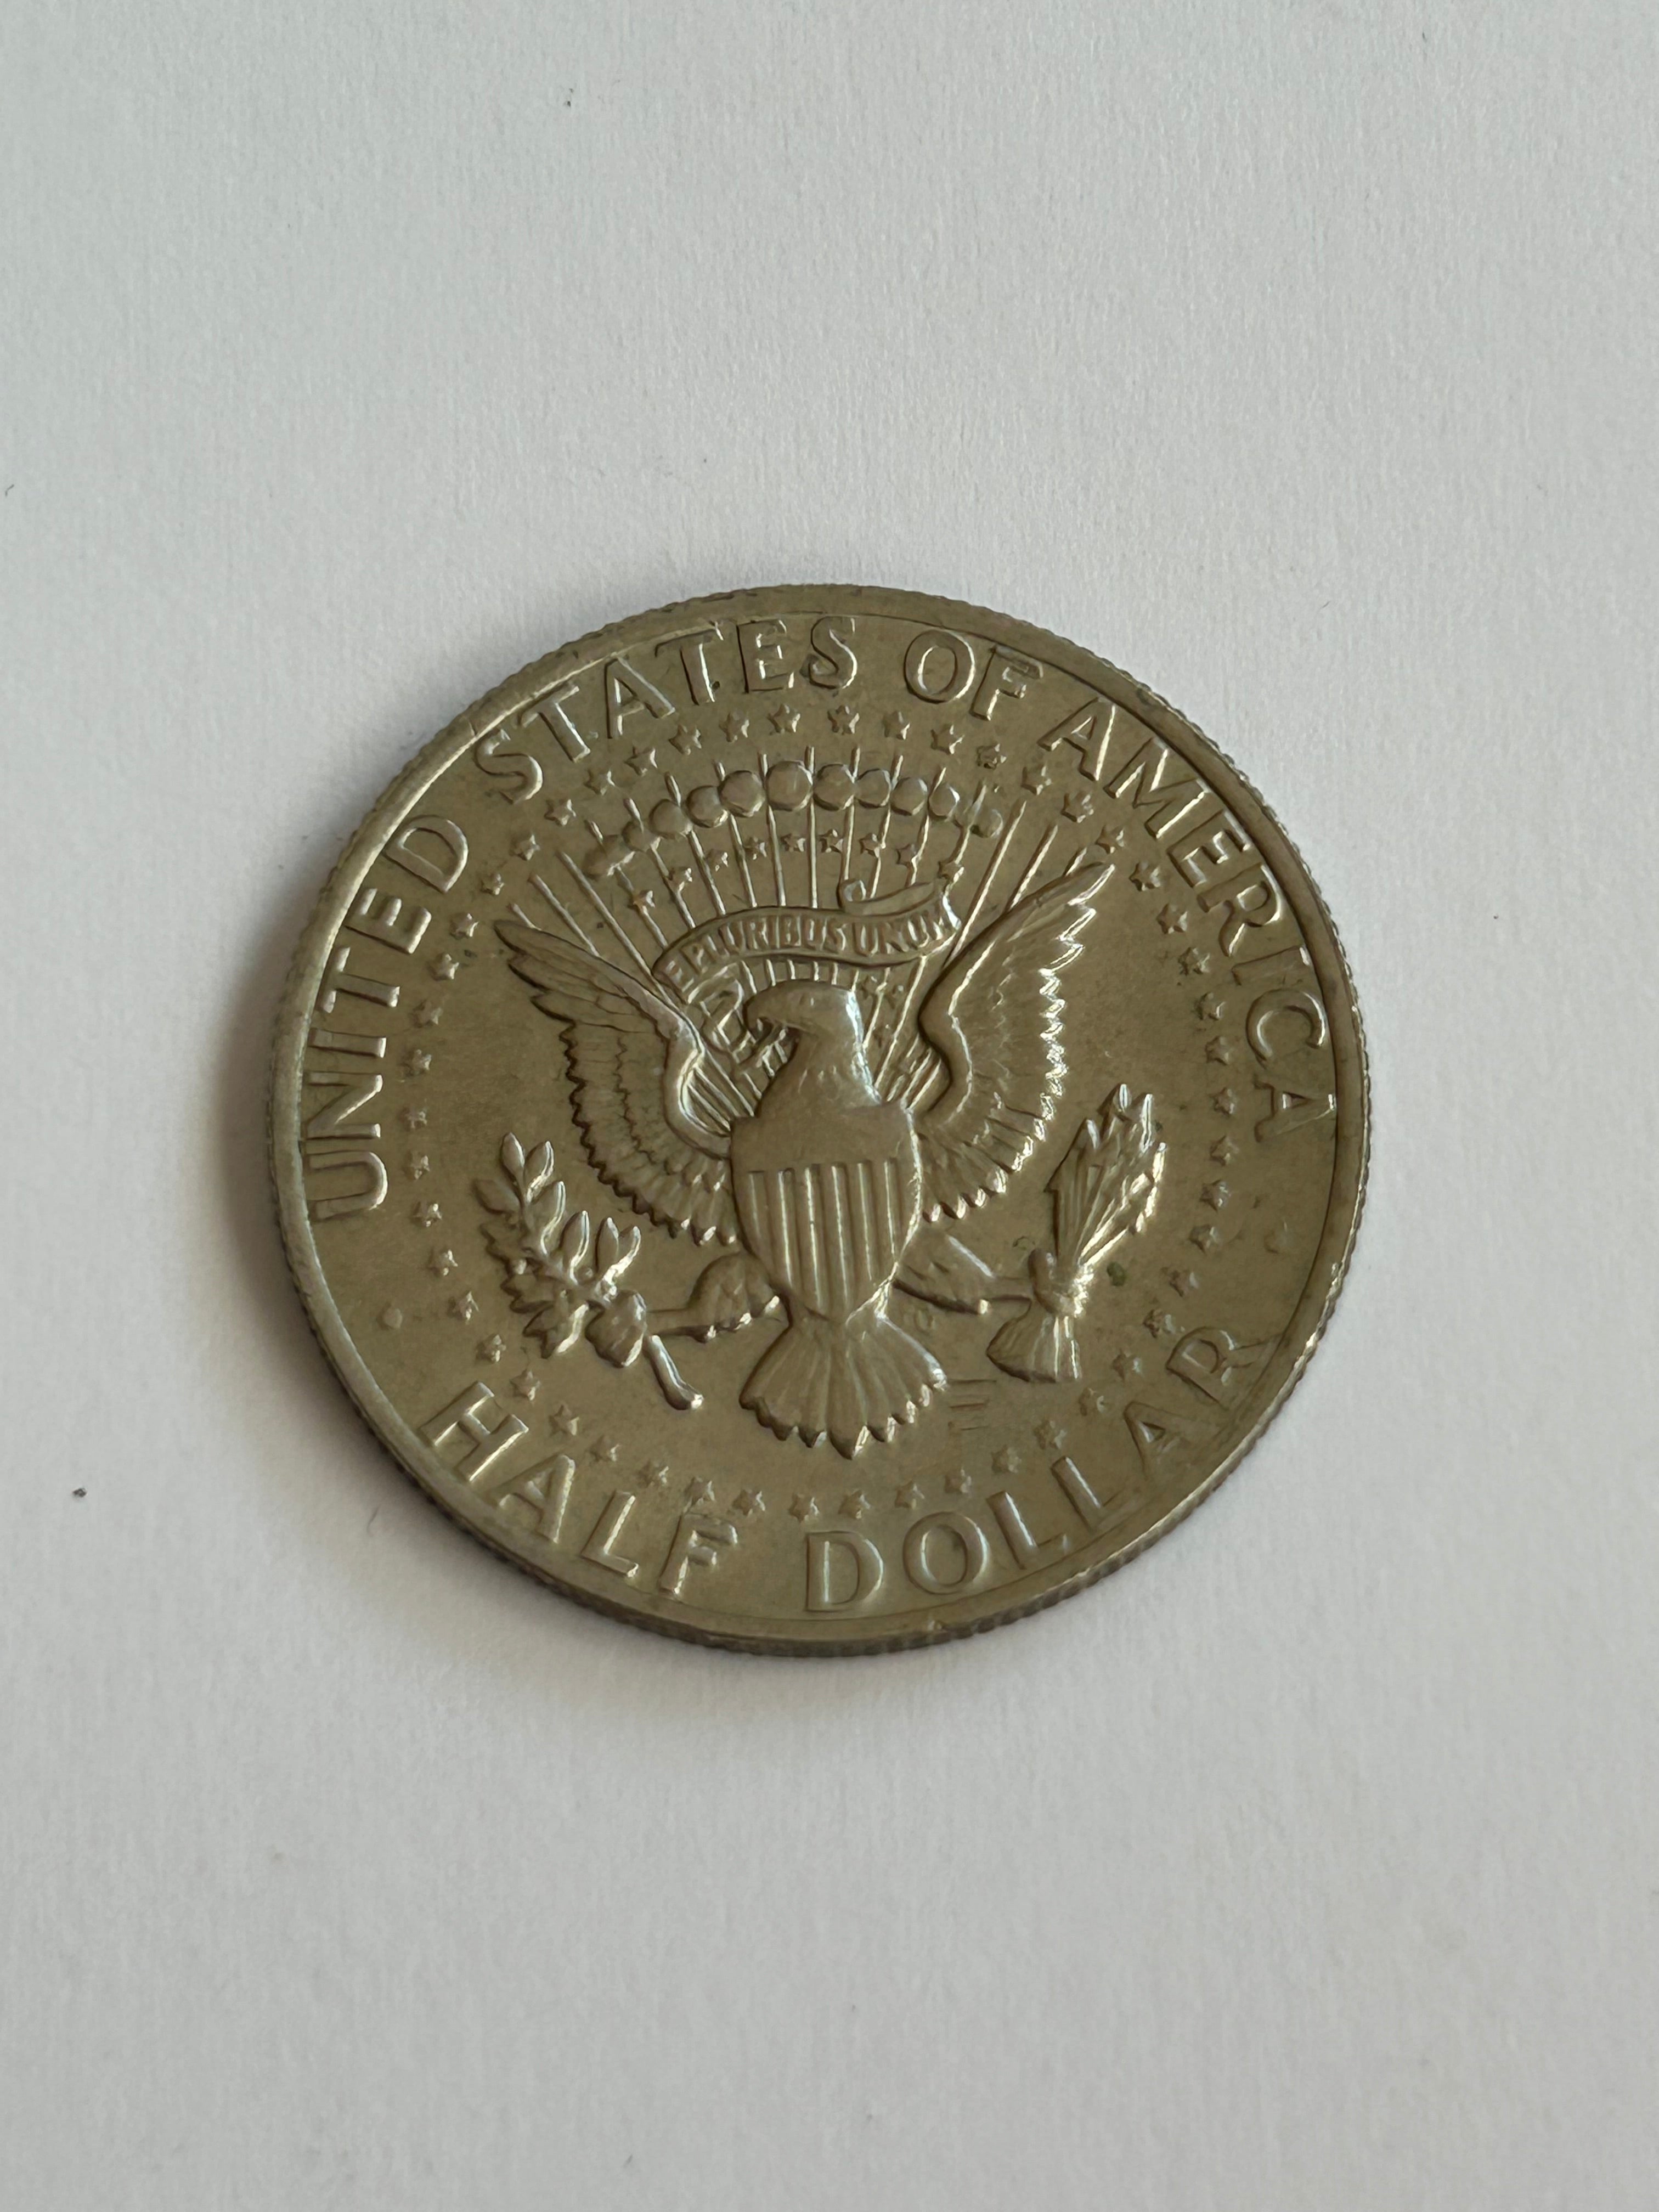 UNITED STATES OF AMERICA
E PLURIBUS UNUM
HALF DOLLAR